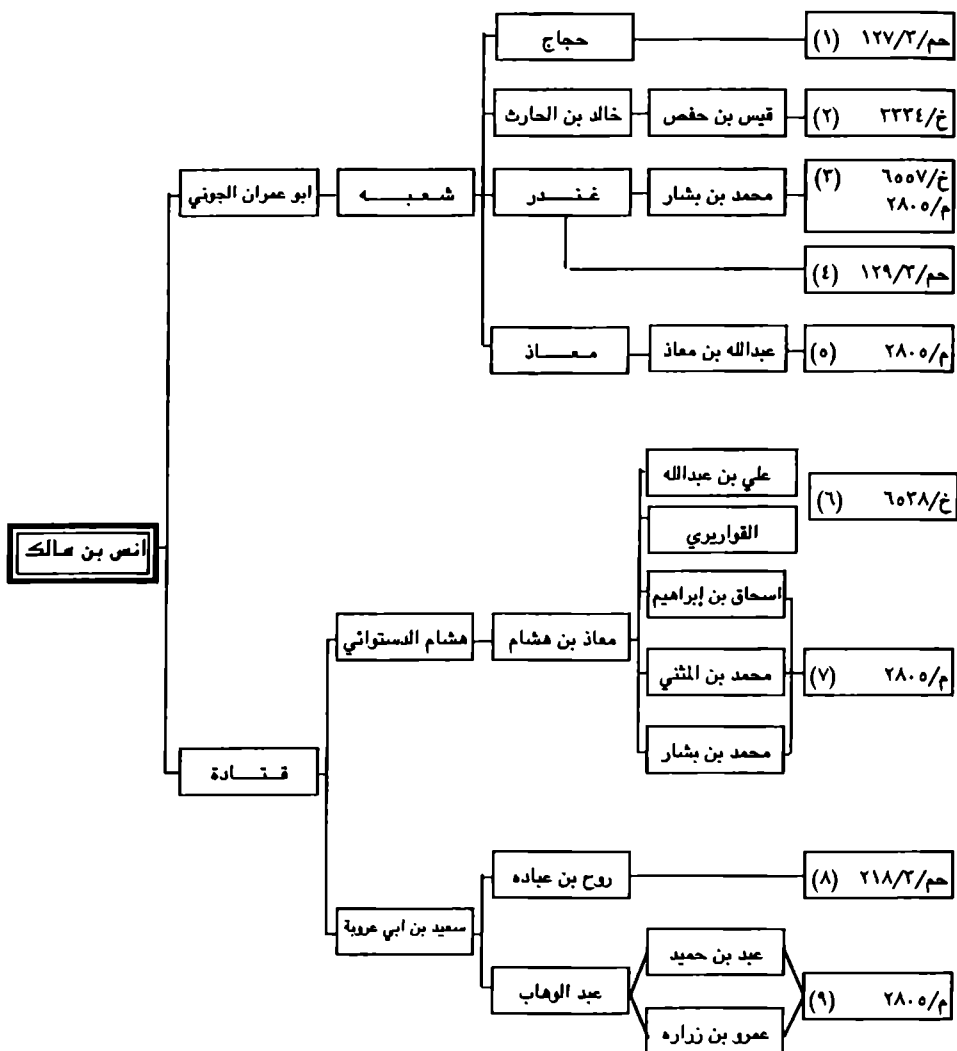 حجاج
حم/١٢٧/٣ (١)
خالد بن الحارث
قيس بن حفص
خ/٣٣٣٤ (٢)
ابو عمران الجوني
شعبه
غندر
محمد بن بشار
خ/٦٥٥٧ (٣)
م/٢٨٠٥
حم/١٢٩/٣ (٤)
معاذ
عبدالله بن معاذ
م/٢٨٠٥ (٥)
انس بن مالك
علي بن عبدالله
خ/٦٥٣٨ (٦)
القواريري
هشام الدستوائي
معاذ بن هشام
اسحاق بن إبراهيم
محمد بن المثني
م/٢٨٠٥ (٧)
محمد بن بشار
قتادة
روح بن عباده
حم/٢١٨/٣ (٨)
سعيد بن ابي عروبة
عبد الوهاب
عبد بن حميد
عمرو بن زراره
م/٢٨٠٥ (٩)